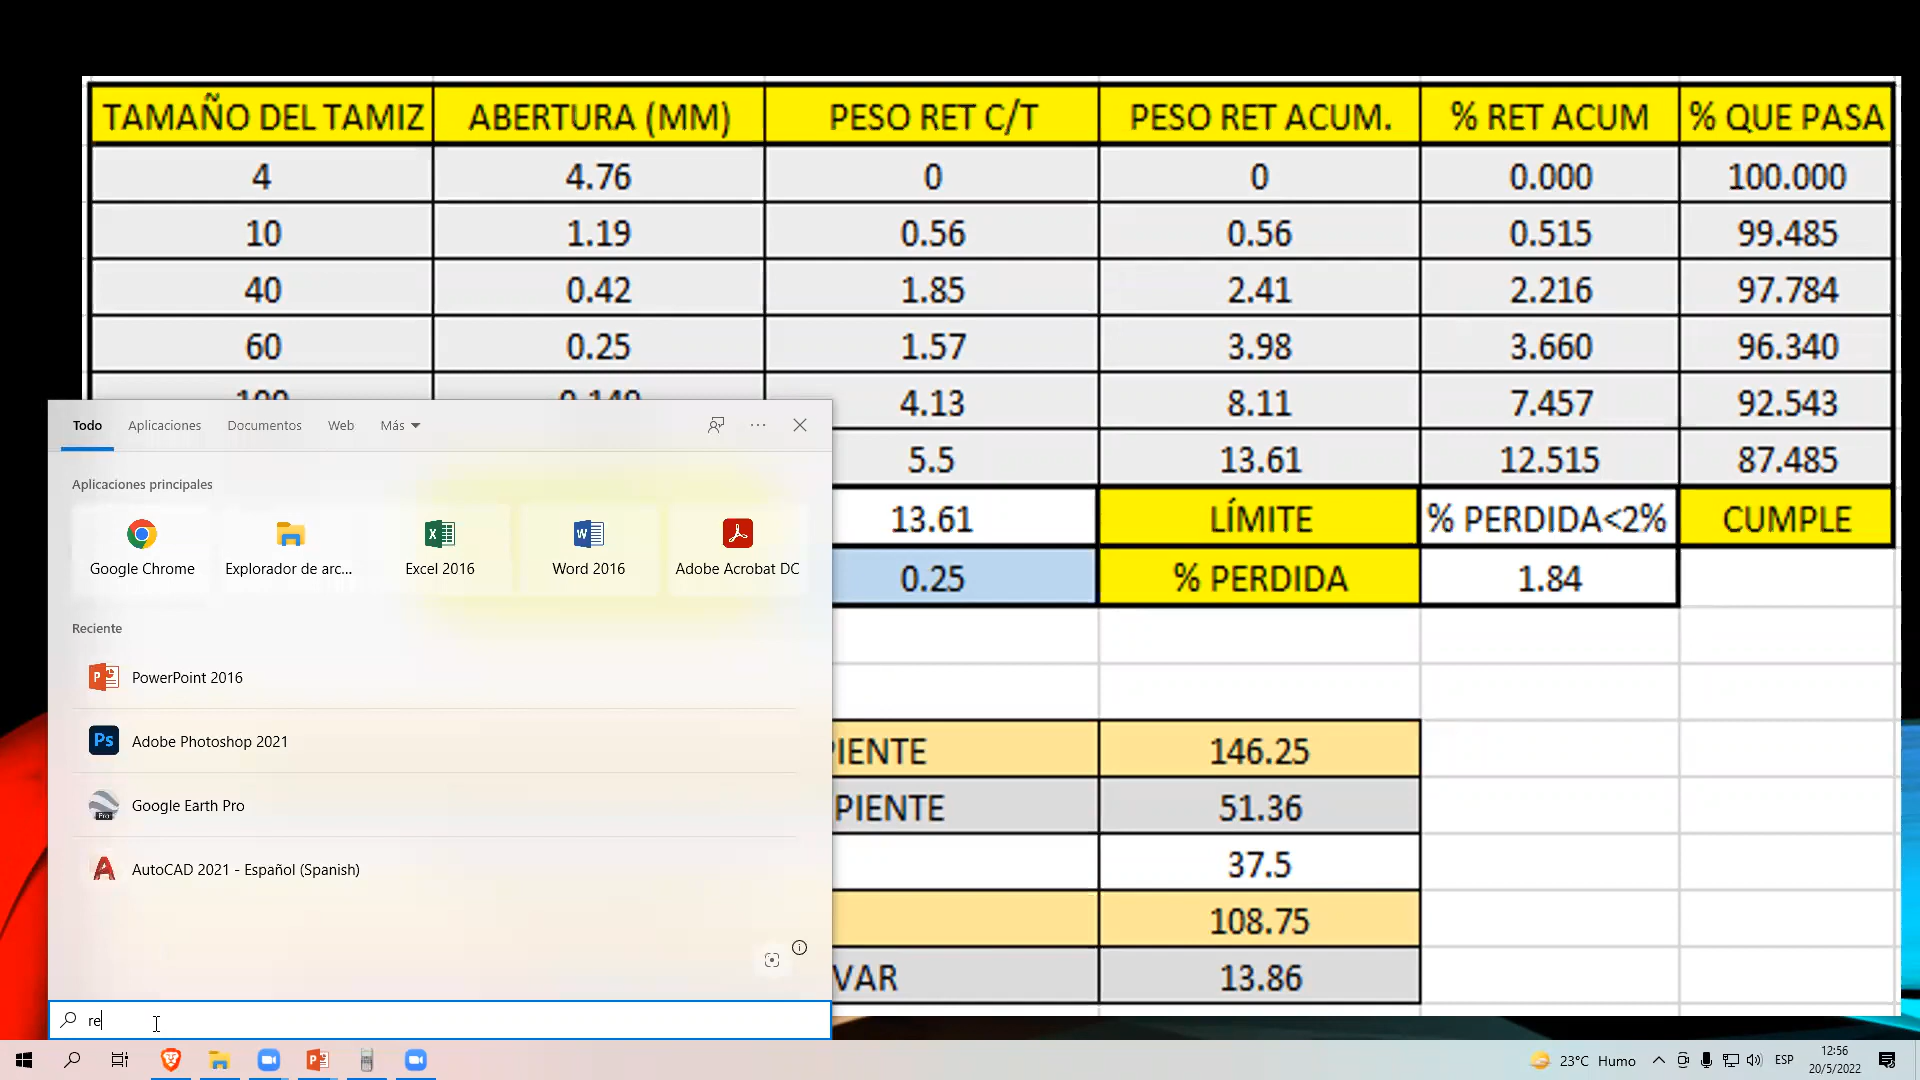 TAMAÑO DEL TAMIZ ABERTURA (MM) PESO RET C/T PESO RET ACUM. % RET ACUM % QUE PASA
4 4.76 0 0 0.000 100.000
10 1.19 0.56 0.56 0.515 99.485
40 0.42 1.85 2.41 2.216 97.784
60 0.25 1.57 3.98 3.660 96.340
100 0.149 4.13 8.11 7.457 92.543
5.5 13.61 12.515 87.485
13.61 LÍMITE % PERDIDA<2% CUMPLE
0.25 % PERDIDA 1.84
PIENTE 146.25
PIENTE 51.36
37.5
108.75
VAR 13.86
Todo Aplicaciones Documentos Web Más
Aplicaciones principales
Google Chrome Explorador de arc... Excel 2016 Word 2016 Adobe Acrobat DC
Reciente
PowerPoint 2016
Adobe Photoshop 2021
Google Earth Pro
AutoCAD 2021 - Español (Spanish)
re
23°C Humo ESP 12:56
20/5/2022